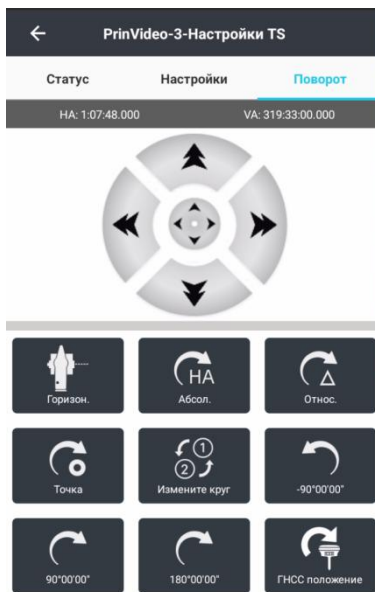 PrinVideo-3-Настройки TS
Статус Настройки Поворот
HA: 1:07:48.000 VA: 319:33:00.000
Горизон.
HA
Абсол.
Δ
Относ.
Точка
1
2
Измените круг
-90°00'00"
90°00'00"
180°00'00"
ГНСС положение